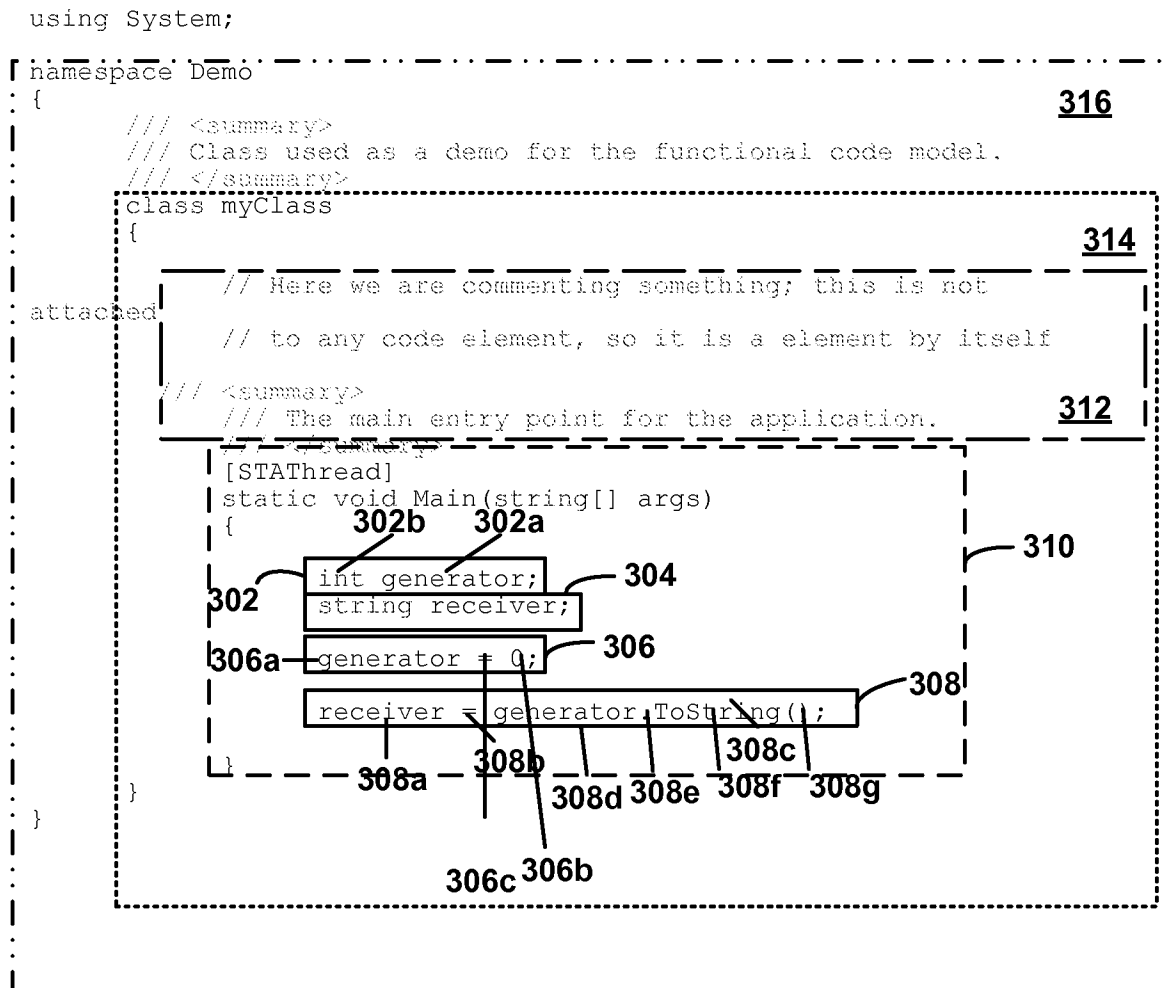 using System;
namespace Demo
{
316
/// <summary>
/// Class used as a demo for the functional code model.
/// </summary>
class myClass
{
314
// Here we are commenting something; this is not
attached
// to any code element, so it is a element by itself
/// <summary>
/// The main entry point for the application.
312
/// </summary>
[STAThread]
static void Main(string[] args)
{
302b 302a
310
302 int generator; 304
string receiver;
306a generator = 0; 306
308
receiver = generator.ToString();
308c
308b
}
308a 308d 308e 308f 308g
}
}
306c 306b